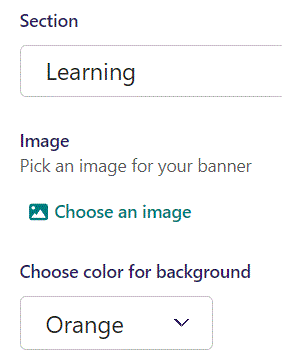 Section
Learning
Image
Pick an image for your banner
Choose an image
Choose color for background
Orange